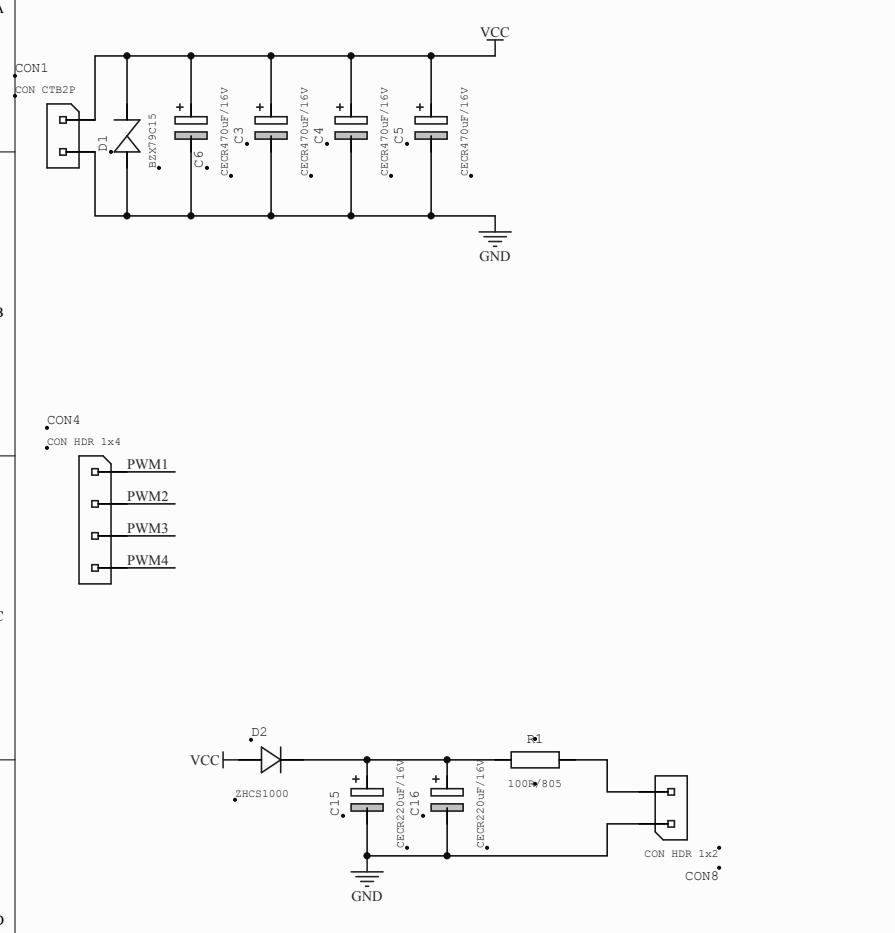 A
VCC
CON1
CON CTB2P
D1
BZX79C15
+
C6
CECR470uF/16V
+
C3
CECR470uF/16V
+
C4
CECR470uF/16V
+
C5
CECR470uF/16V
GND
B
CON4
CON HDR 1x4
PWM1
PWM2
PWM3
PWM4
C
D2
R1
VCC
ZHCS1000
+
C15
CECR220uF/16V
+
C16
CECR220uF/16V
100R/805
CON HDR 1x2
CON8
GND
D